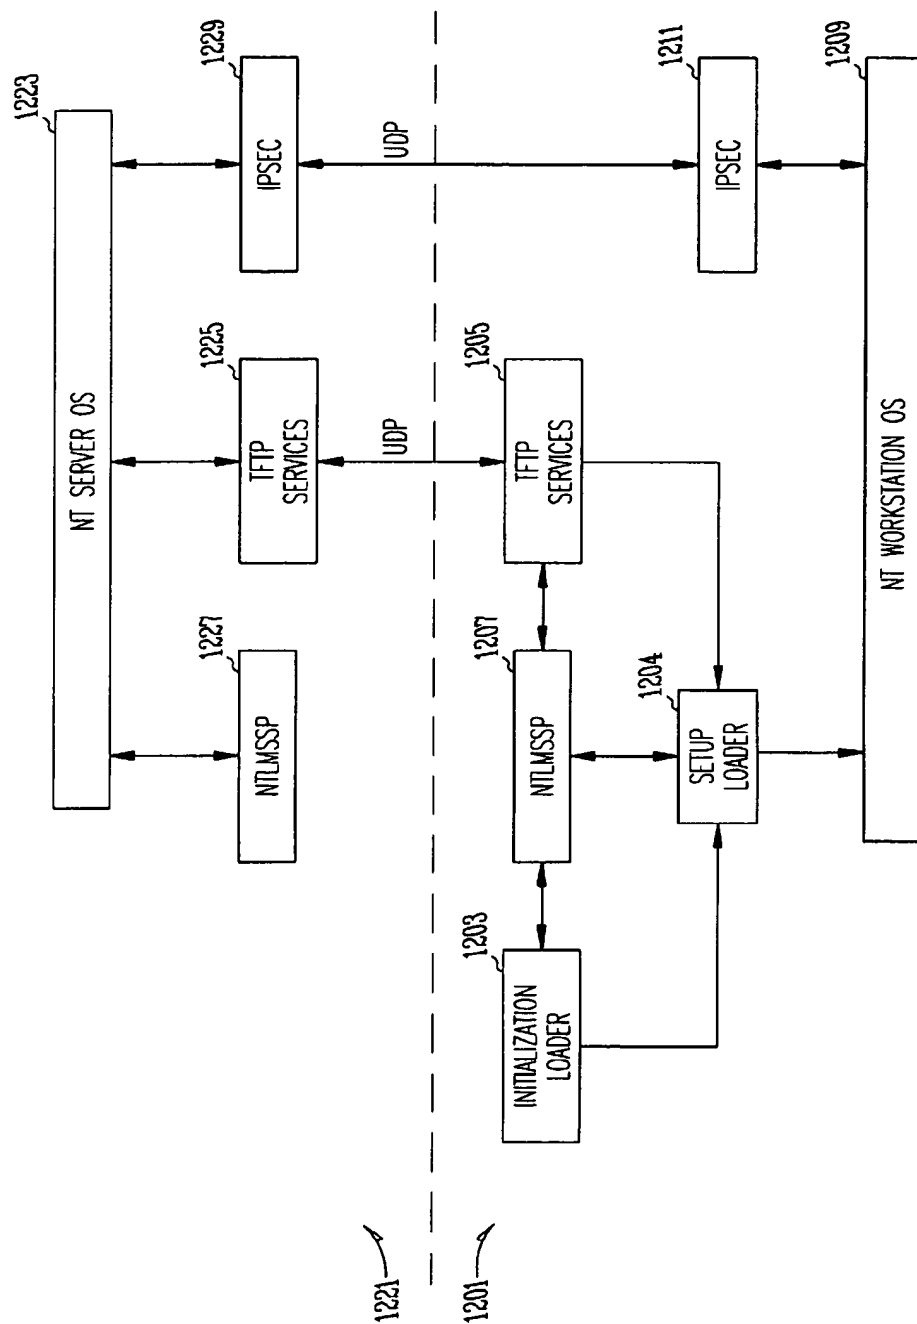 1223
NT SERVER OS
1227
NTLMSSP
1225
TFTP
SERVICES
1229
IPSEC
UDP
UDP
1221
1201
1203
INITIALIZATION
LOADER
1207
NTLMSSP
1205
TFTP
SERVICES
1204
SETUP
LOADER
1211
IPSEC
1209
NT WORKSTATION OS